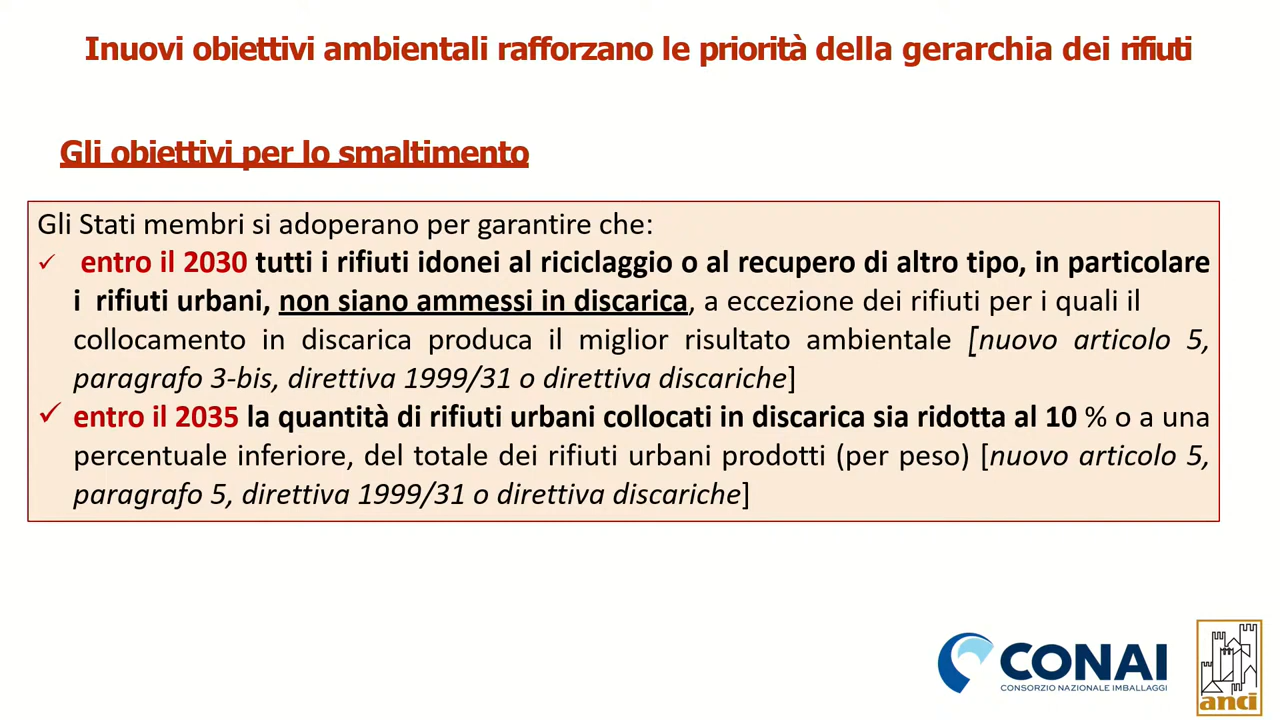 Inuovi obiettivi ambientali rafforzano le priorità della gerarchia dei rifiuti
Gli obiettivi per lo smaltimento
Gli Stati membri si adoperano per garantire che:
✓ entro il 2030 tutti i rifiuti idonei al riciclaggio o al recupero di altro tipo, in particolare
i rifiuti urbani, non siano ammessi in discarica, a eccezione dei rifiuti per i quali il
collocamento in discarica produca il miglior risultato ambientale [nuovo articolo 5,
paragrafo 3-bis, direttiva 1999/31 o direttiva discariche]
✓ entro il 2035 la quantità di rifiuti urbani collocati in discarica sia ridotta al 10 % o a una
percentuale inferiore, del totale dei rifiuti urbani prodotti (per peso) [nuovo articolo 5,
paragrafo 5, direttiva 1999/31 o direttiva discariche]
CONAI
CONSORZIO NAZIONALE IMBALLAGGI
anci